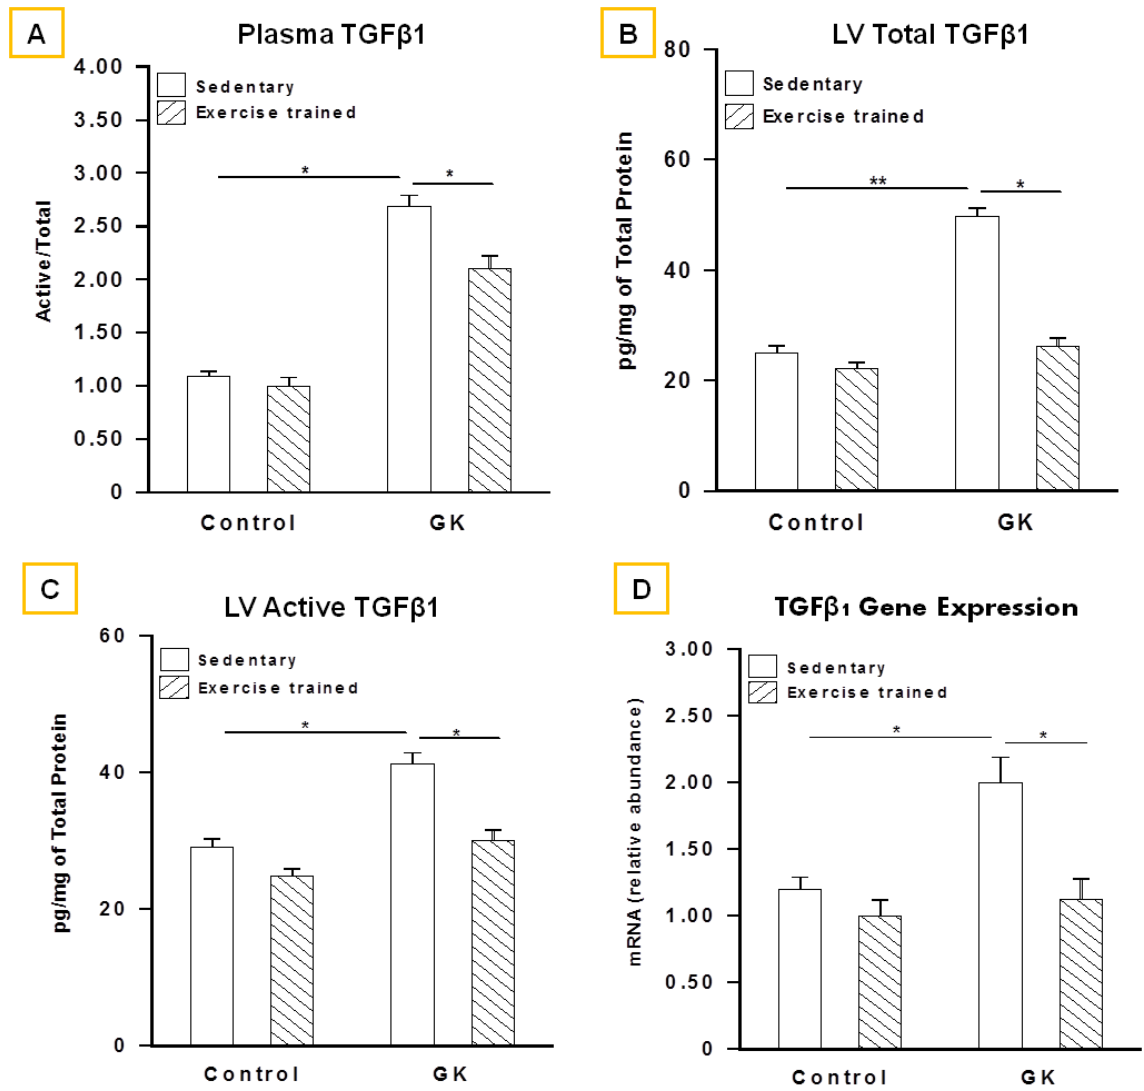 A
Plasma TGFβ1
Active/Total
4.00
3.50
3.00
2.50
2.00
1.50
1.00
0.50
0
Sedentary
Exercise trained
*
*
Control GK
B
LV Total TGFβ1
pg/mg of Total Protein
80
60
40
20
0
Sedentary
Exercise trained
**
*
Control GK
C
LV Active TGFβ1
pg/mg of Total Protein
60
40
20
0
Sedentary
Exercise trained
*
*
Control GK
D
TGFβ₁ Gene Expression
mRNA (relative abundance)
3.00
2.50
2.00
1.50
1.00
0.50
0
Sedentary
Exercise trained
*
*
Control GK